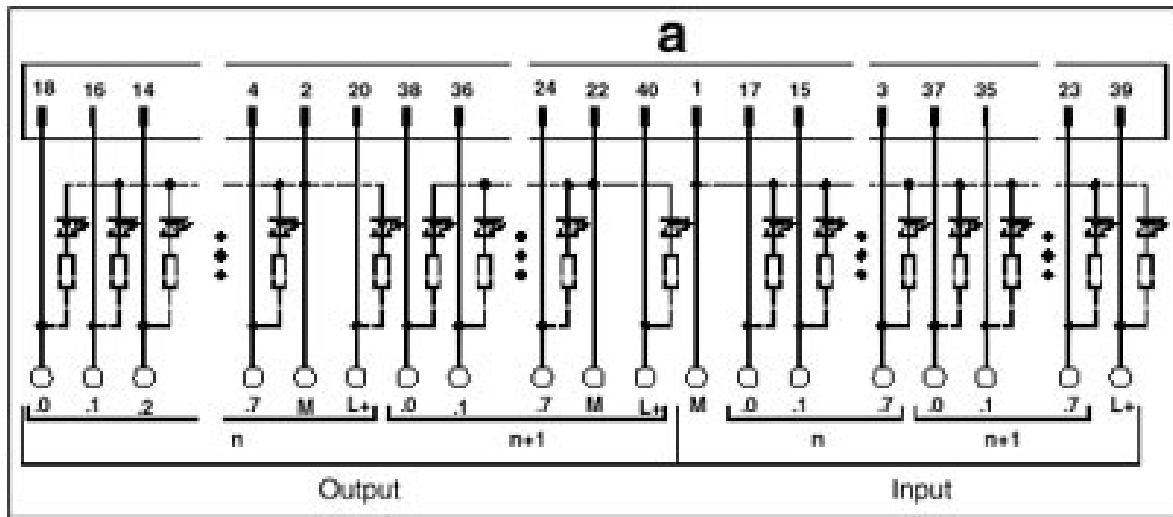 a
18 16 14 4 2 20 38 36 24 22 40 1 17 15 3 37 35 23 39
.0 .1 .2 .7 M L+ .0 .1 .7 M L+ M .0 .1 .7 .0 .1 .7 L+
n n+1 n n+1
Output Input